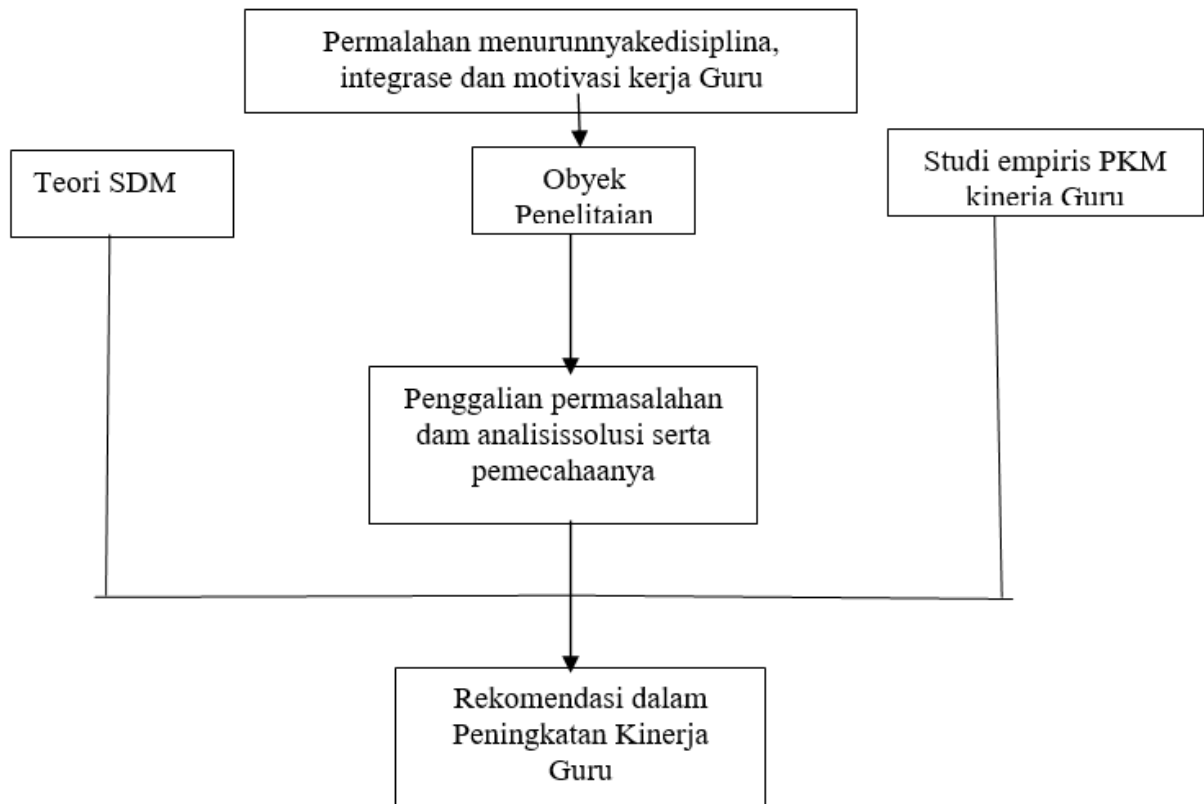 Permalahan menurunnyakedisiplina,
integrase dan motivasi kerja Guru
Teori SDM
Obyek
Penelitaian
Studi empiris PKM
kinerja Guru
Penggalian permasalahan
dam analisissolusi serta
pemecahaanya
Rekomendasi dalam
Peningkatan Kinerja
Guru